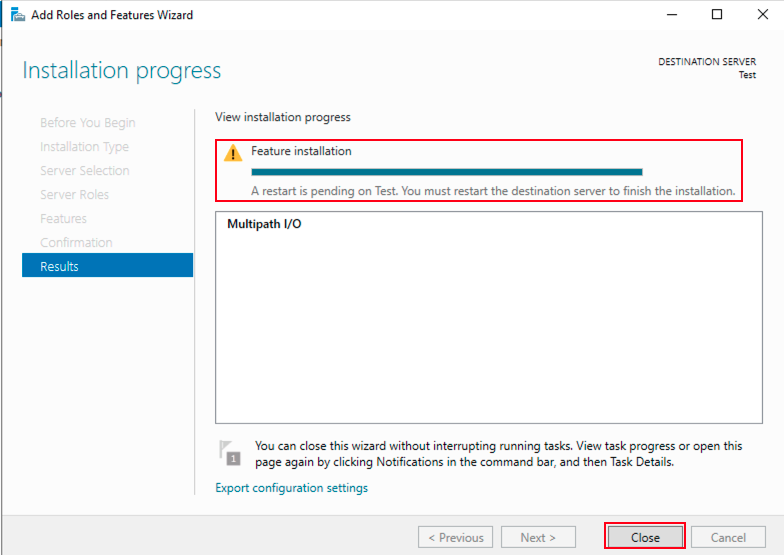 Add Roles and Features Wizard
Installation progress
DESTINATION SERVER
Test
Before You Begin
Installation Type
Server Selection
Server Roles
Features
Confirmation
Results
View installation progress
Feature installation
A restart is pending on Test. You must restart the destination server to finish the installation.
Multipath I/O
1
You can close this wizard without interrupting running tasks. View task progress or open this
page again by clicking Notifications in the command bar, and then Task Details.
Export configuration settings
< Previous
Next >
Close
Cancel